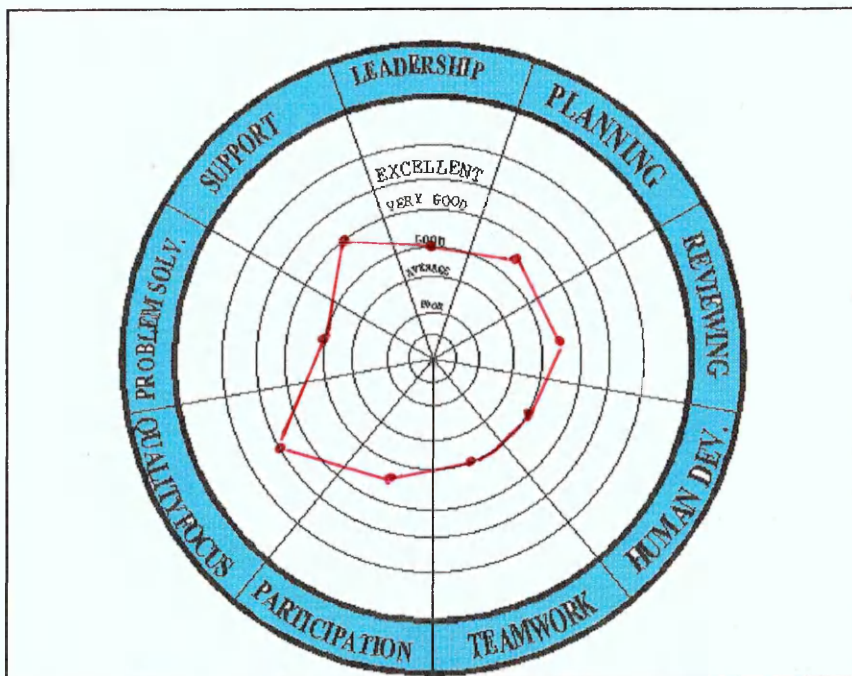 LEADERSHIP
PLANNING
REVIEWING
HUMAN DEV.
TEAMWORK
PARTICIPATION
QUALITY FOCUS
PROBLEM SOLV.
SUPPORT
EXCELLENT
VERY GOOD
GOOD
AVERAGE
POOR